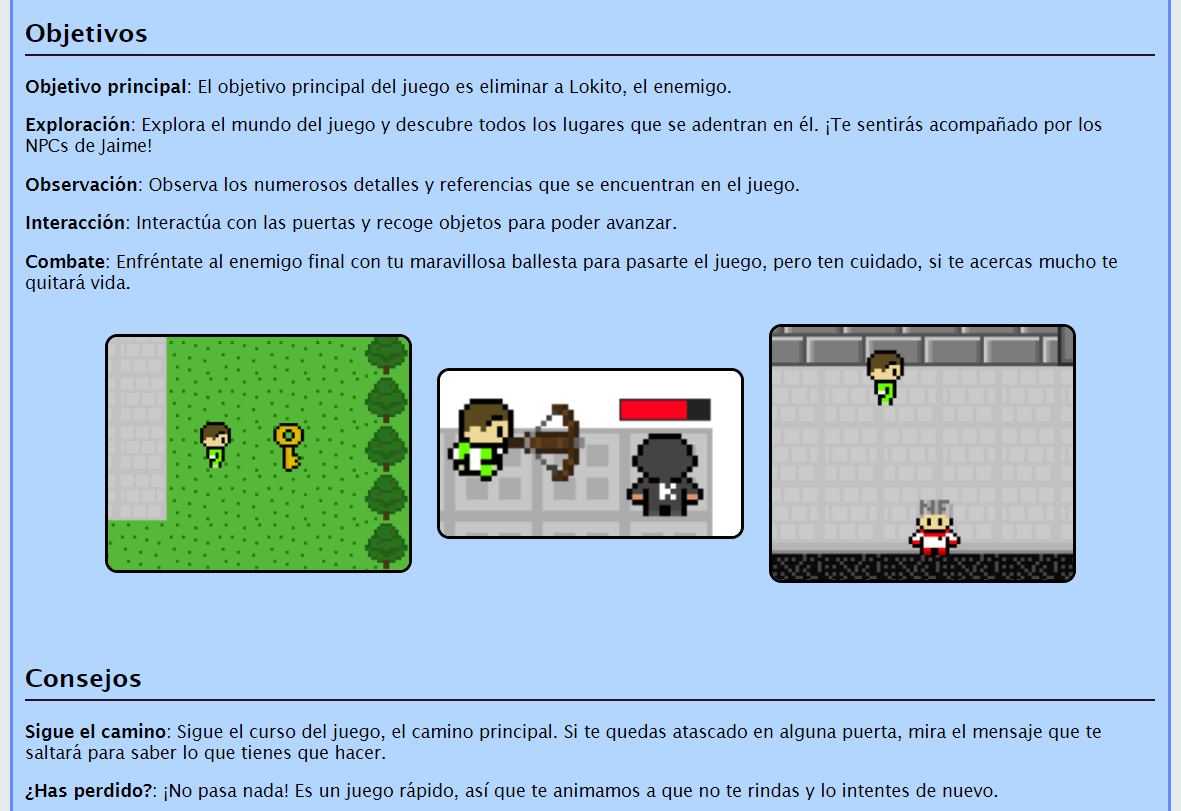 Objetivos
Objetivo principal: El objetivo principal del juego es eliminar a Lokito, el enemigo.
Exploración: Explora el mundo del juego y descubre todos los lugares que se adentran en él. ¡Te sentirás acompañado por los
NPCs de Jaime!
Observación: Observa los numerosos detalles y referencias que se encuentran en el juego.
Interacción: Interactúa con las puertas y recoge objetos para poder avanzar.
Combate: Enfréntate al enemigo final con tu maravillosa ballesta para pasarte el juego, pero ten cuidado, si te acercas mucho te
quitará vida.
K
NF
Consejos
Sigue el camino: Sigue el curso del juego, el camino principal. Si te quedas atascado en alguna puerta, mira el mensaje que te
saltará para saber lo que tienes que hacer.
¿Has perdido?: ¡No pasa nada! Es un juego rápido, así que te animamos a que no te rindas y lo intentes de nuevo.